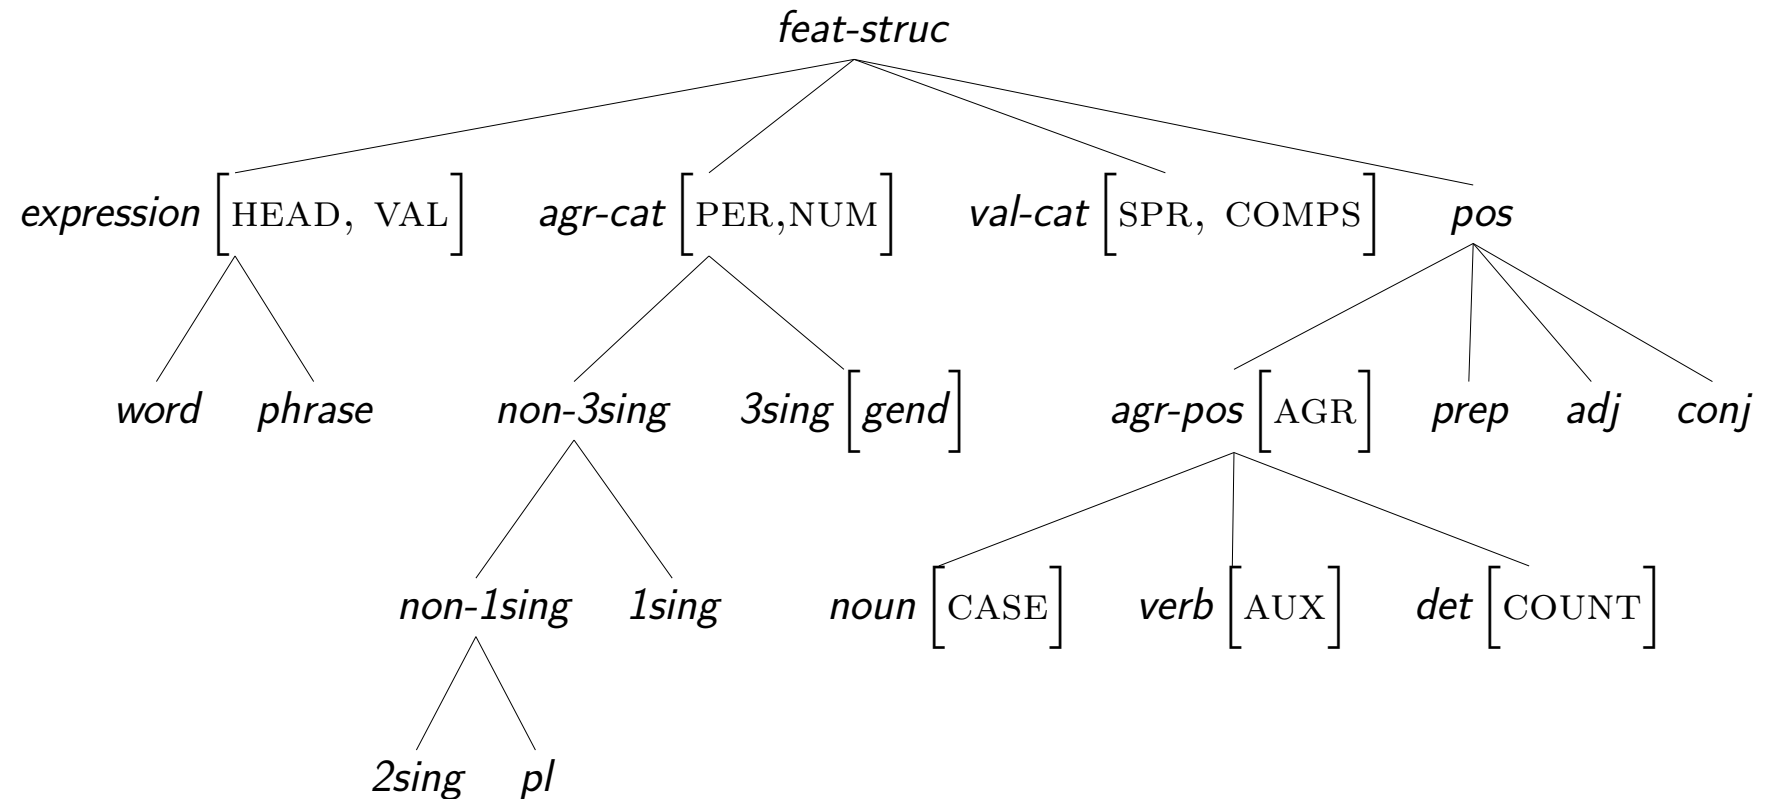 feat-struc
expression [HEAD, VAL] agr-cat [PER,NUM] val-cat [SPR, COMPS] pos
word phrase non-3sing 3sing [gend] agr-pos [AGR] prep adj conj
non-1sing 1sing noun [CASE] verb [AUX] det [COUNT]
2sing pl